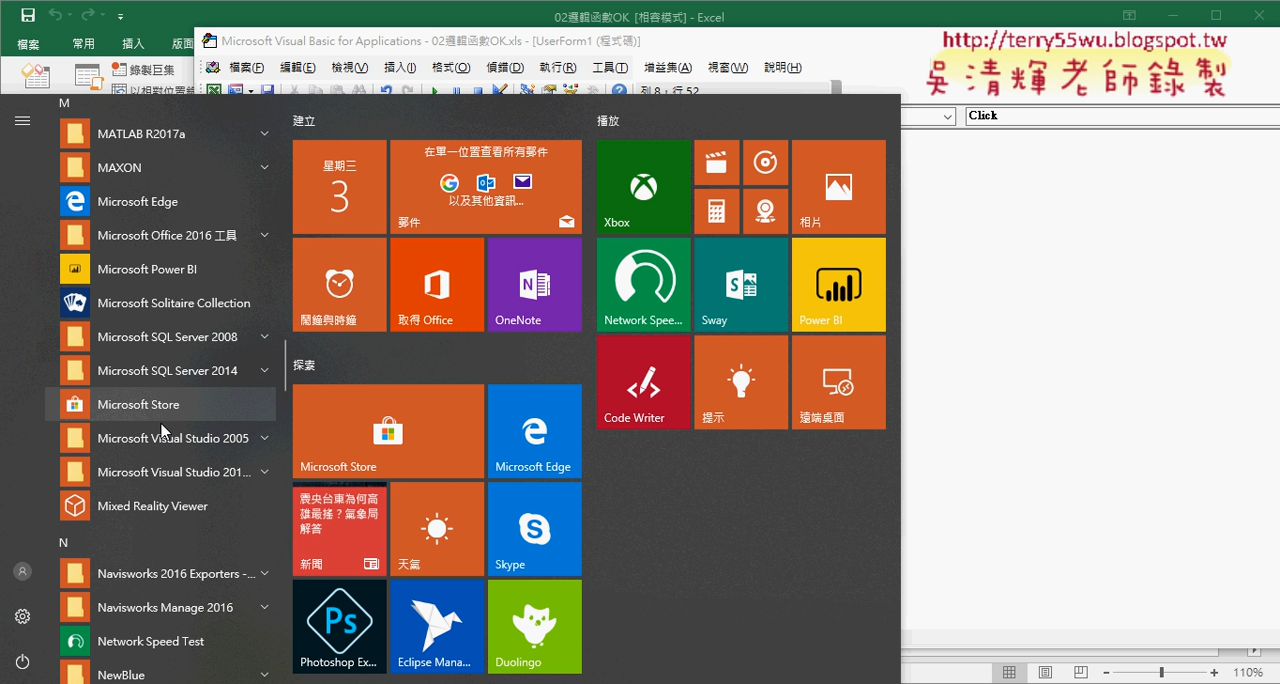 02邏輯函數OK [相容模式] - Excel
檔案
常用
插入
版面
錄製巨集
Microsoft Visual Basic for Applications - 02邏輯函數OK.xls - [UserForm1 (程式碼)]
檔案(F)
編輯(E)
檢視(V)
插入(I)
格式(O)
偵錯(D)
執行(R)
工具(T)
增益集(A)
視窗(W)
說明(H)
列 8, 行 52
http://terry55wu.blogspot.tw
吳清輝老師錄製
Click
M
MATLAB R2017a
MAXON
Microsoft Edge
Microsoft Office 2016 工具
Microsoft Power BI
Microsoft Solitaire Collection
Microsoft SQL Server 2008
Microsoft SQL Server 2014
Microsoft Store
Microsoft Visual Studio 2005
Microsoft Visual Studio 201...
Mixed Reality Viewer
N
Navisworks 2016 Exporters -...
Navisworks Manage 2016
Network Speed Test
NewBlue
建立
星期三
3
在單一位置查看所有郵件
以及其他資訊...
郵件
鬧鐘與時鐘
取得 Office
OneNote
探索
Microsoft Store
Microsoft Edge
震央台東為何高
雄最搖？氣象局
解答
新聞
天氣
Skype
Ps
Photoshop Ex...
Eclipse Mana...
Duolingo
播放
Xbox
相片
Network Spee...
Sway
Power BI
Code Writer
提示
遠端桌面
110%